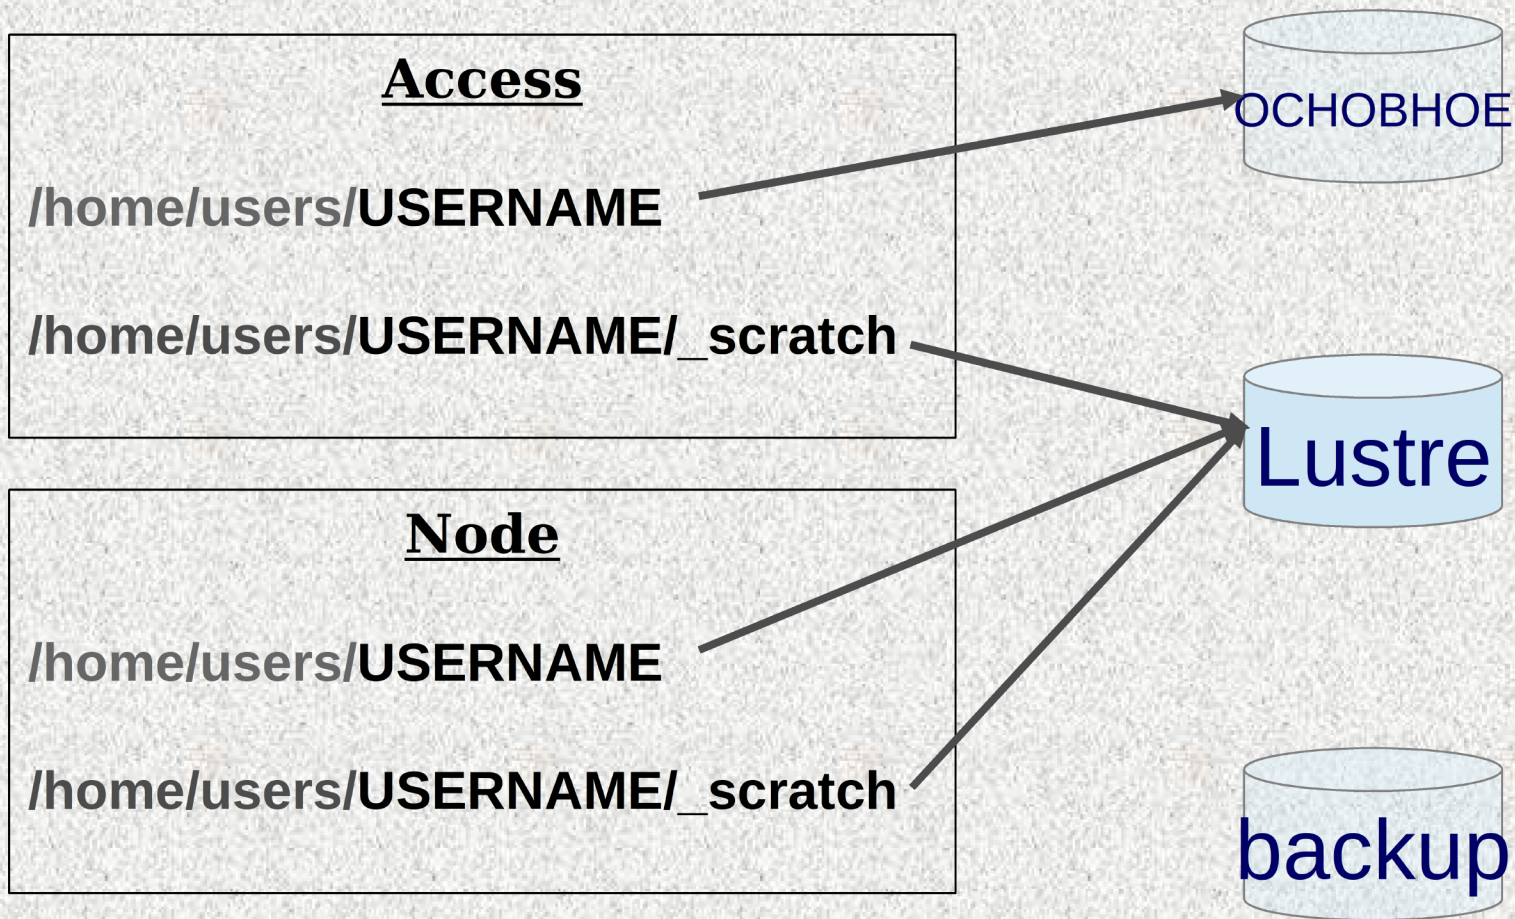 Access
/home/users/USERNAME
/home/users/USERNAME/_scratch
Node
/home/users/USERNAME
/home/users/USERNAME/_scratch
ОСНОВНОЕ
Lustre
backup